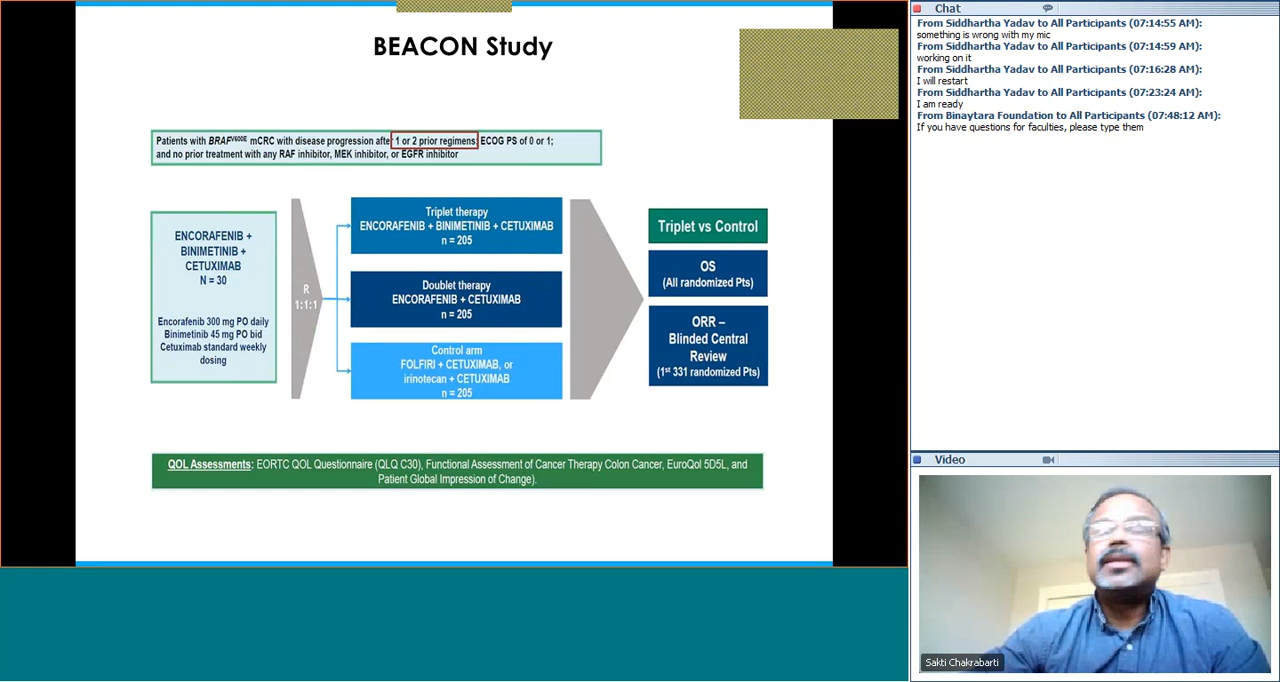 BEACON Study
Patients with BRAFV600E mCRC with disease progression after 1 or 2 prior regimens; ECOG PS of 0 or 1;
and no prior treatment with any RAF inhibitor, MEK inhibitor, or EGFR inhibitor
ENCORAFENIB +
BINIMETINIB +
CETUXIMAB
N = 30
Encorafenib 300 mg PO daily
Binimetinib 45 mg PO bid
Cetuximab standard weekly
dosing
R
1:1:1
Triplet therapy
ENCORAFENIB + BINIMETINIB + CETUXIMAB
n = 205
Doublet therapy
ENCORAFENIB + CETUXIMAB
n = 205
Control arm
FOLFIRI + CETUXIMAB, or
irinotecan + CETUXIMAB
n = 205
Triplet vs Control
OS
(All randomized Pts)
ORR –
Blinded Central
Review
(1st 331 randomized Pts)
QOL Assessments: EORTC QOL Questionnaire (QLQ C30), Functional Assessment of Cancer Therapy Colon Cancer, EuroQol 5D5L, and
Patient Global Impression of Change).
Chat
From Siddhartha Yadav to All Participants (07:14:55 AM):
something is wrong with my mic
From Siddhartha Yadav to All Participants (07:14:59 AM):
working on it
From Siddhartha Yadav to All Participants (07:16:28 AM):
I will restart
From Siddhartha Yadav to All Participants (07:23:24 AM):
I am ready
From Binaytara Foundation to All Participants (07:48:12 AM):
If you have questions for faculties, please type them
Video
Sakti Chakrabarti